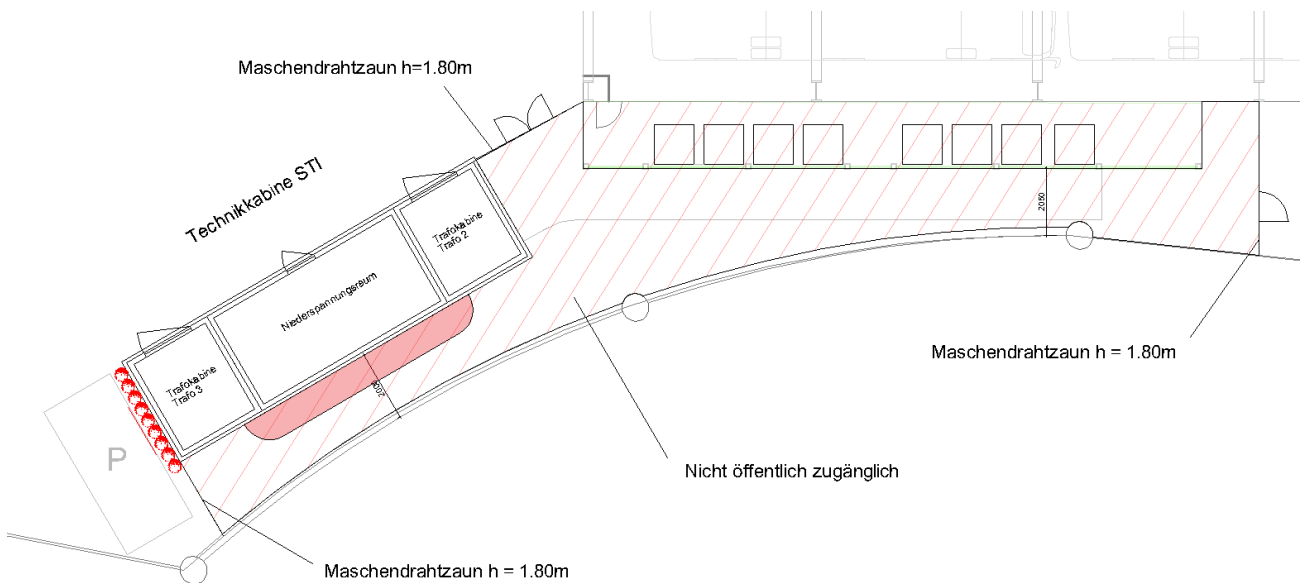 Maschendrahtzaun h=1.80m
Technikkabine STI
Trafokabine
Trafo 2
Niederspannungsraum
Trafokabine
Trafo 3
2050
2000
P
Maschendrahtzaun h = 1.80m
Nicht öffentlich zugänglich
Maschendrahtzaun h = 1.80m